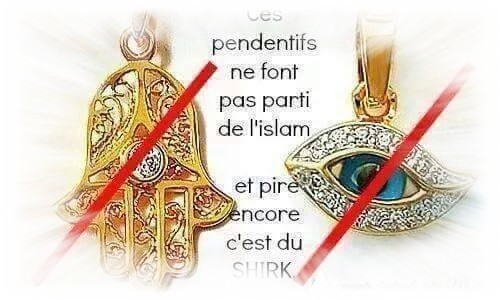 Ces
pendentifs
ne font
pas parti
de l'islam
et pire
encore
c'est du
SHIRK